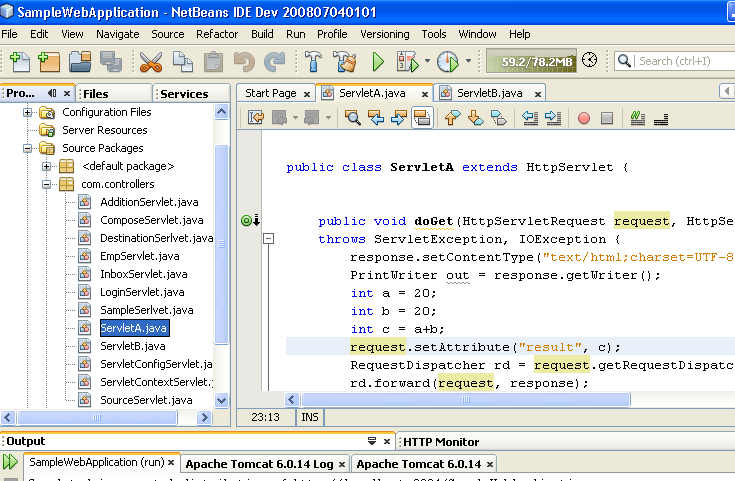 SampleWebApplication - NetBeans IDE Dev 200807040101
File Edit View Navigate Source Refactor Build Run Profile Versioning Tools Window Help
59.2/78.2MB Search (ctrl+I)
Pro... Files Services
Start Page ServletA.java ServletB.java
Configuration Files
Server Resources
Source Packages
<default package>
com.controllers
AdditionServlet.java
ComposeServlet.java
DestinationSerlvet.java
EmpServlet.java
InboxServlet.java
LoginServlet.java
SampleSerlvet.java
ServletA.java
ServletB.java
ServletConfigServlet.ja
ServletContextServlet.j
SourceServlet.java
public class ServletA extends HttpServlet {
public void doGet(HttpServletRequest request, HttpSe
throws ServletException, IOException {
response.setContentType("text/html;charset=UTF-8
PrintWriter out = response.getWriter();
int a = 20;
int b = 20;
int c = a+b;
request.setAttribute("result", c);
RequestDispatcher rd = request.getRequestDispatc
rd.forward(request, response);
23:13 INS
Output HTTP Monitor
SampleWebApplication (run) Apache Tomcat 6.0.14 Log Apache Tomcat 6.0.14